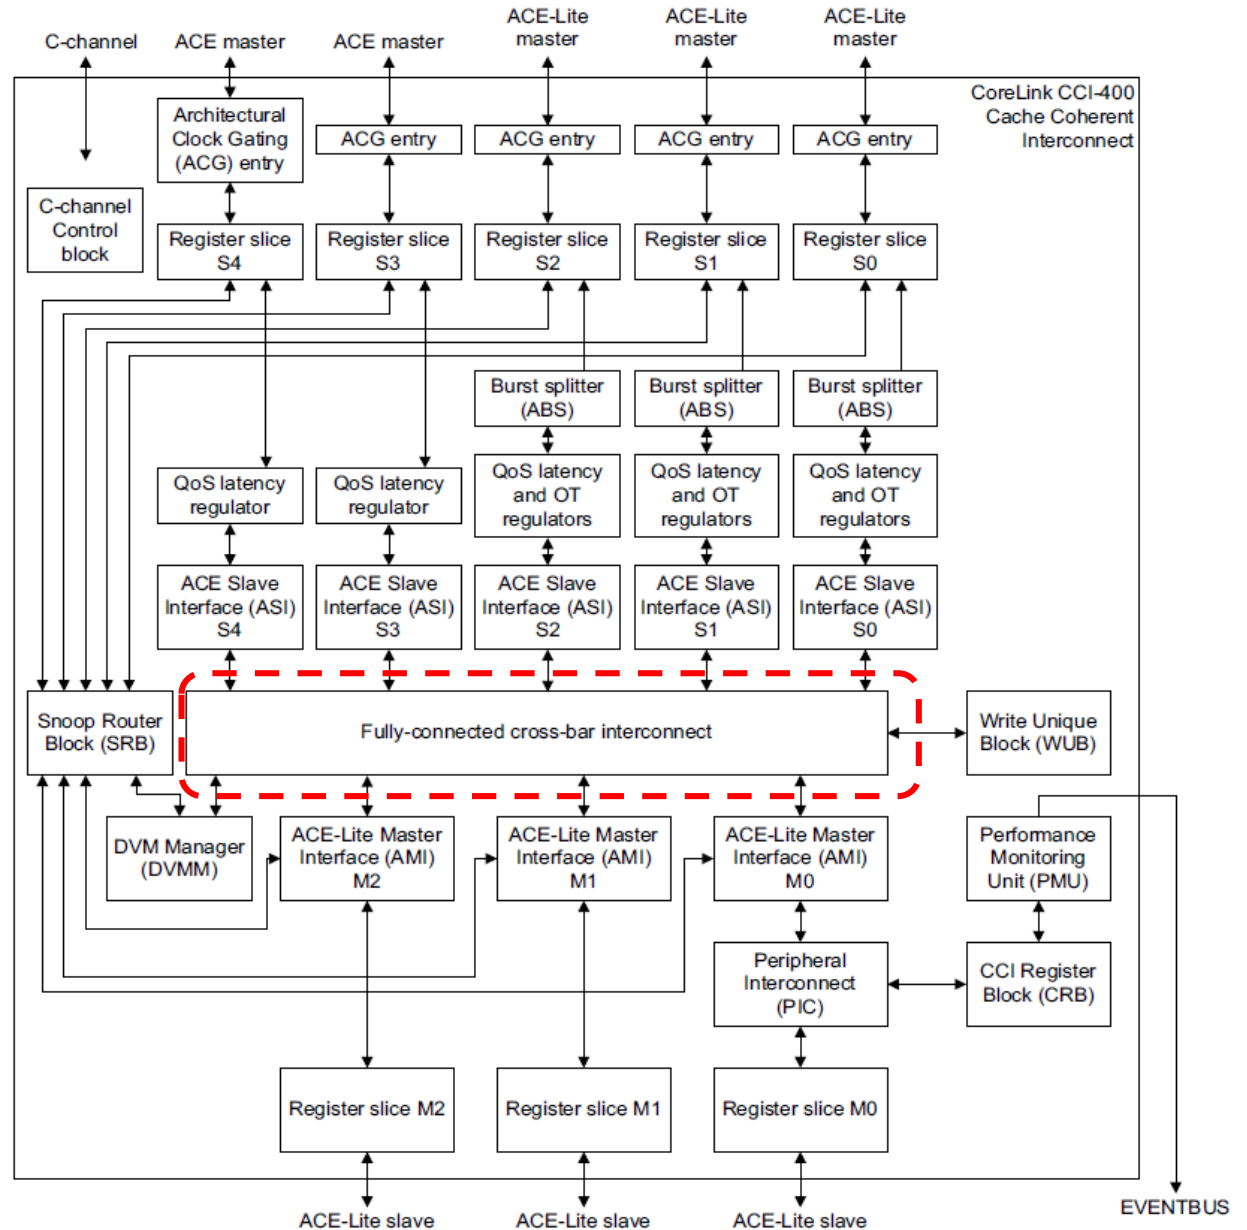 C-channel
ACE master
ACE master
ACE-Lite
master
ACE-Lite
master
ACE-Lite
master
CoreLink CCI-400
Cache Coherent
Interconnect
Architectural
Clock Gating
(ACG) entry
ACG entry
ACG entry
ACG entry
ACG entry
C-channel
Control
block
Register slice
S4
Register slice
S3
Register slice
S2
Register slice
S1
Register slice
S0
Burst splitter
(ABS)
Burst splitter
(ABS)
Burst splitter
(ABS)
QoS latency
regulator
QoS latency
regulator
QoS latency
and OT
regulators
QoS latency
and OT
regulators
QoS latency
and OT
regulators
ACE Slave
Interface (ASI)
S4
ACE Slave
Interface (ASI)
S3
ACE Slave
Interface (ASI)
S2
ACE Slave
Interface (ASI)
S1
ACE Slave
Interface (ASI)
S0
Snoop Router
Block (SRB)
Fully-connected cross-bar interconnect
Write Unique
Block (WUB)
DVM Manager
(DVMM)
ACE-Lite Master
Interface (AMI)
M2
ACE-Lite Master
Interface (AMI)
M1
ACE-Lite Master
Interface (AMI)
M0
Performance
Monitoring
Unit (PMU)
Peripheral
Interconnect
(PIC)
CCI Register
Block (CRB)
Register slice M2
Register slice M1
Register slice M0
ACE-Lite slave
ACE-Lite slave
ACE-Lite slave
EVENTBUS